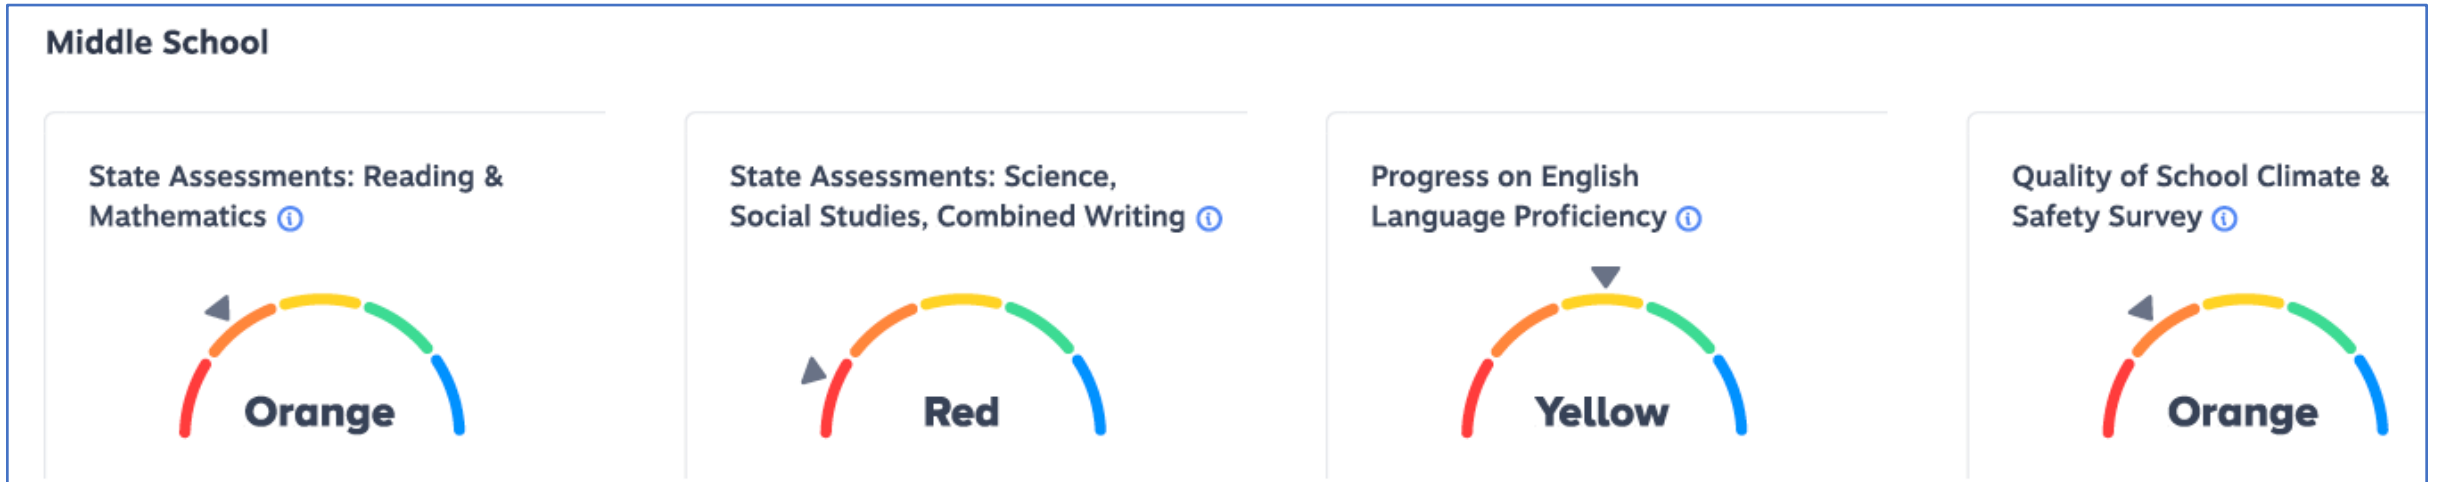 Middle School
State Assessments: Reading &
Mathematics
Orange
State Assessments: Science,
Social Studies, Combined Writing
Red
Progress on English
Language Proficiency
Yellow
Quality of School Climate &
Safety Survey
Orange